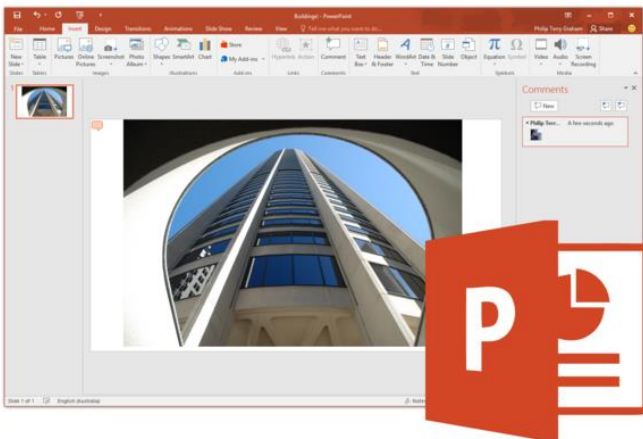 Buildings! - PowerPoint
File Home Insert Design Transitions Animations Slide Show Review View Tell me what you want to do... Philip Tony Graham Share
New Slide Table Pictures Online Pictures Screenshot Photo Album Shapes SmartArt Chart Store My Add-ins Hyperlink Action Comment Text Box Header & Footer WordArt Date & Time Slide Number Object Equation Symbol Video Audio Screen Recording
Slides Tables Images Illustrations Add-ins Links Comments Text Symbols Media
1
Comments
New
A few seconds ago
Slide 1 of 1 English (Australia) Notes
P